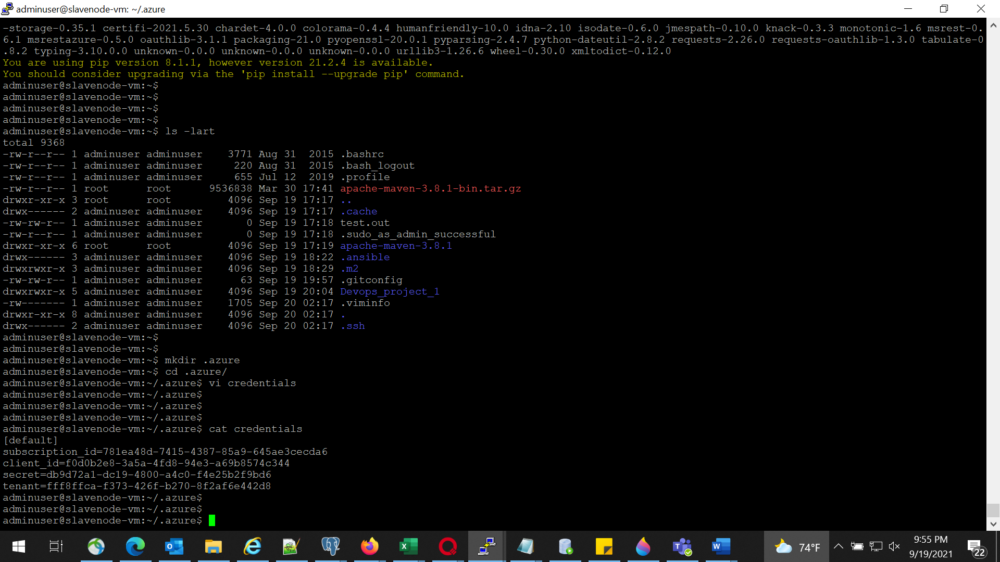 adminuser@slavenode-vm: ~/.azure
-storage-0.35.1 certifi-2021.5.30 chardet-4.0.0 colorama-0.4.4 humanfriendly-10.0 idna-2.10 isodate-0.6.0 jmespath-0.10.0 knack-0.3.3 monotonic-1.6 msrest-0.
6.1 msrestazure-0.5.0 oauthlib-3.1.1 packaging-21.0 pyopenssl-20.0.1 pyparsing-2.4.7 python-dateutil-2.8.2 requests-2.26.0 requests-oauthlib-1.3.0 tabulate-0
.8.2 typing-3.10.0.0 unknown-0.0.0 unknown-0.0.0 unknown-0.0.0 urllib3-1.26.6 wheel-0.30.0 xmltodict-0.12.0
You are using pip version 8.1.1, however version 21.2.4 is available.
You should consider upgrading via the 'pip install --upgrade pip' command.
adminuser@slavenode-vm:~$
adminuser@slavenode-vm:~$
adminuser@slavenode-vm:~$
adminuser@slavenode-vm:~$
adminuser@slavenode-vm:~$ ls -lart
total 9368
-rw-r--r-- 1 adminuser adminuser    3771 Aug 31  2015 .bashrc
-rw-r--r-- 1 adminuser adminuser     220 Aug 31  2015 .bash_logout
-rw-r--r-- 1 adminuser adminuser     655 Jul 12  2019 .profile
-rw-r--r-- 1 root      root      9536838 Mar 30 17:41 apache-maven-3.8.1-bin.tar.gz
drwxr-xr-x 3 root      root         4096 Sep 19 17:17 ..
drwx------ 2 adminuser adminuser    4096 Sep 19 17:17 .cache
-rw-rw-r-- 1 adminuser adminuser       0 Sep 19 17:18 test.out
-rw-r--r-- 1 adminuser adminuser       0 Sep 19 17:18 .sudo_as_admin_successful
drwxr-xr-x 6 root      root         4096 Sep 19 17:19 apache-maven-3.8.1
drwx------ 3 adminuser adminuser    4096 Sep 19 18:22 .ansible
drwxrwxr-x 3 adminuser adminuser    4096 Sep 19 18:29 .m2
-rw-rw-r-- 1 adminuser adminuser      63 Sep 19 19:57 .gitconfig
drwxrwxr-x 5 adminuser adminuser    4096 Sep 19 20:04 Devops_project_1
-rw------- 1 adminuser adminuser    1705 Sep 20 02:17 .viminfo
drwxr-xr-x 8 adminuser adminuser    4096 Sep 20 02:17 .
drwx------ 2 adminuser adminuser    4096 Sep 20 02:17 .ssh
adminuser@slavenode-vm:~$
adminuser@slavenode-vm:~$
adminuser@slavenode-vm:~$ mkdir .azure
adminuser@slavenode-vm:~$ cd .azure/
adminuser@slavenode-vm:~/.azure$ vi credentials
adminuser@slavenode-vm:~/.azure$
adminuser@slavenode-vm:~/.azure$
adminuser@slavenode-vm:~/.azure$
adminuser@slavenode-vm:~/.azure$ cat credentials
[default]
subscription_id=781ea48d-7415-4387-85a9-645ae3cecda6
client_id=f0d0b2e8-3a5a-4fd8-94e3-a69b8574c344
secret=db9d72a1-dc19-4800-a4c0-f4e25b2f9bd6
tenant=fff8ffca-f373-426f-b270-8f2af6e442d8
adminuser@slavenode-vm:~/.azure$
adminuser@slavenode-vm:~/.azure$
adminuser@slavenode-vm:~/.azure$
74°F
9:55 PM
9/19/2021
22